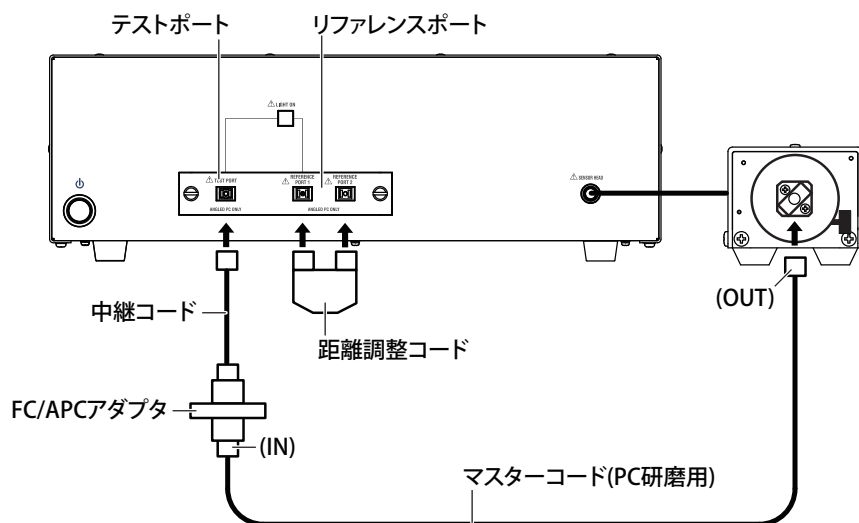 テストポート
リファレンスポート
⚠ LIGHT ON
⚠ TEST PORT
⚠ REFERENCE PORT 1
⚠ REFERENCE PORT 2
ANGLED PC ONLY
ANGLED PC ONLY
⚠ SENSOR HEAD
(OUT)
中継コード
距離調整コード
FC/APCアダプタ
(IN)
マスターコード(PC研磨用)